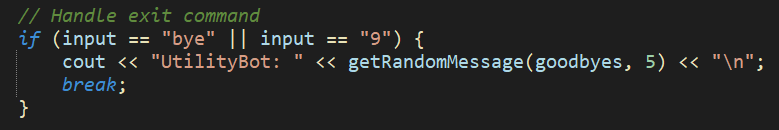 // Handle exit command
if (input == "bye" || input == "9") {
cout << "UtilityBot: " << getRandomMessage(goodbyes, 5) << "\n";
break;
}